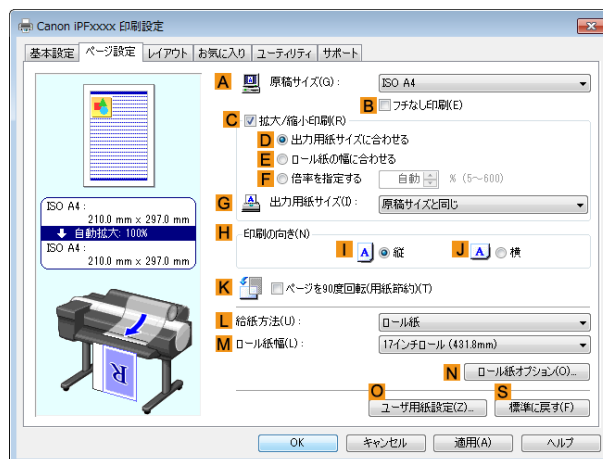 Canon iPFxxxx 印刷設定
基本設定 ページ設定 レイアウト お気に入り ユーティリティ サポート
A 原稿サイズ(G): ISO A4
B フチなし印刷(E)
C 拡大/縮小印刷(R)
D 出力用紙サイズに合わせる
E ロール紙の幅に合わせる
F 倍率を指定する 自動 % (5~600)
G 出力用紙サイズ(I): 原稿サイズと同じ
H 印刷の向き(N)
I A 縦 J A 横
K ページを90度回転(用紙節約)(T)
L 給紙方法(U): ロール紙
M ロール紙幅(L): 17インチロール (431.8mm)
N ロール紙オプション(O)...
O ユーザ用紙設定(Z)... S 標準に戻す(F)
ISO A4 :
210.0 mm x 297.0 mm
自動拡大: 100%
ISO A4 :
210.0 mm x 297.0 mm
R
OK キャンセル 適用(A) ヘルプ